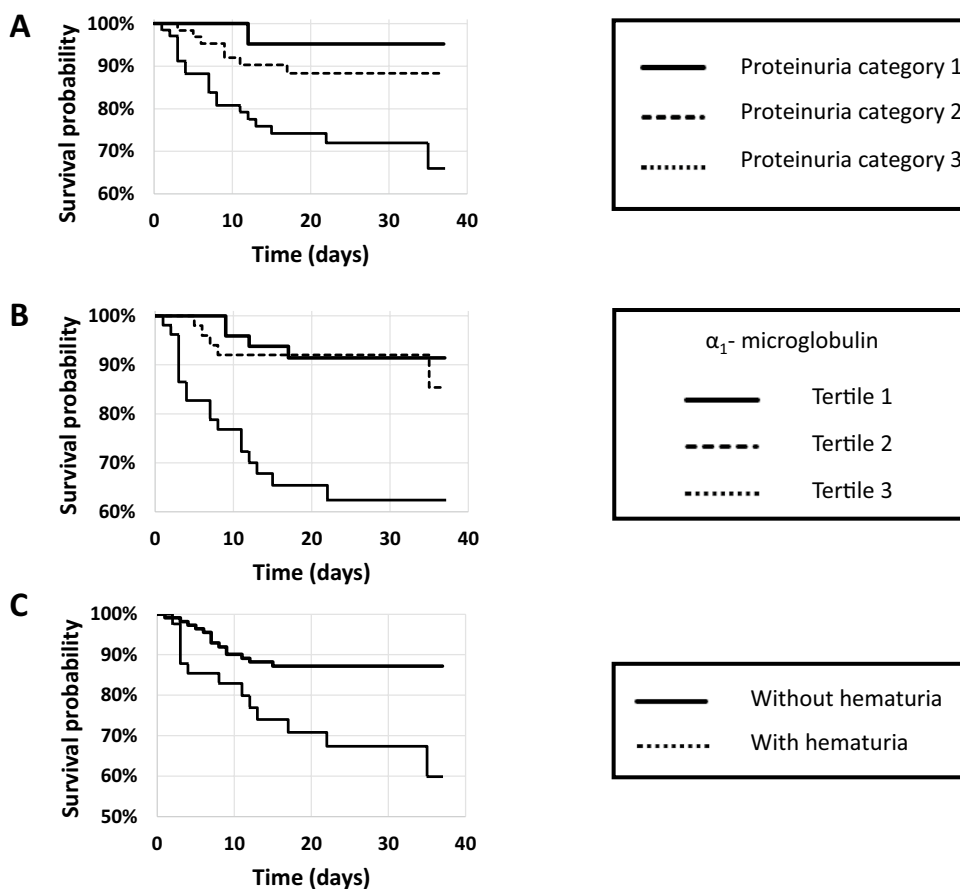 A
Survival probability
100%
90%
80%
70%
60%
0 10 20 30 40
Time (days)
Proteinuria category 1
Proteinuria category 2
Proteinuria category 3
B
Survival probability
100%
90%
80%
70%
60%
0 10 20 30 40
Time (days)
α₁- microglobulin
Tertile 1
Tertile 2
Tertile 3
C
Survival probability
100%
90%
80%
70%
60%
50%
0 10 20 30 40
Time (days)
Without hematuria
With hematuria